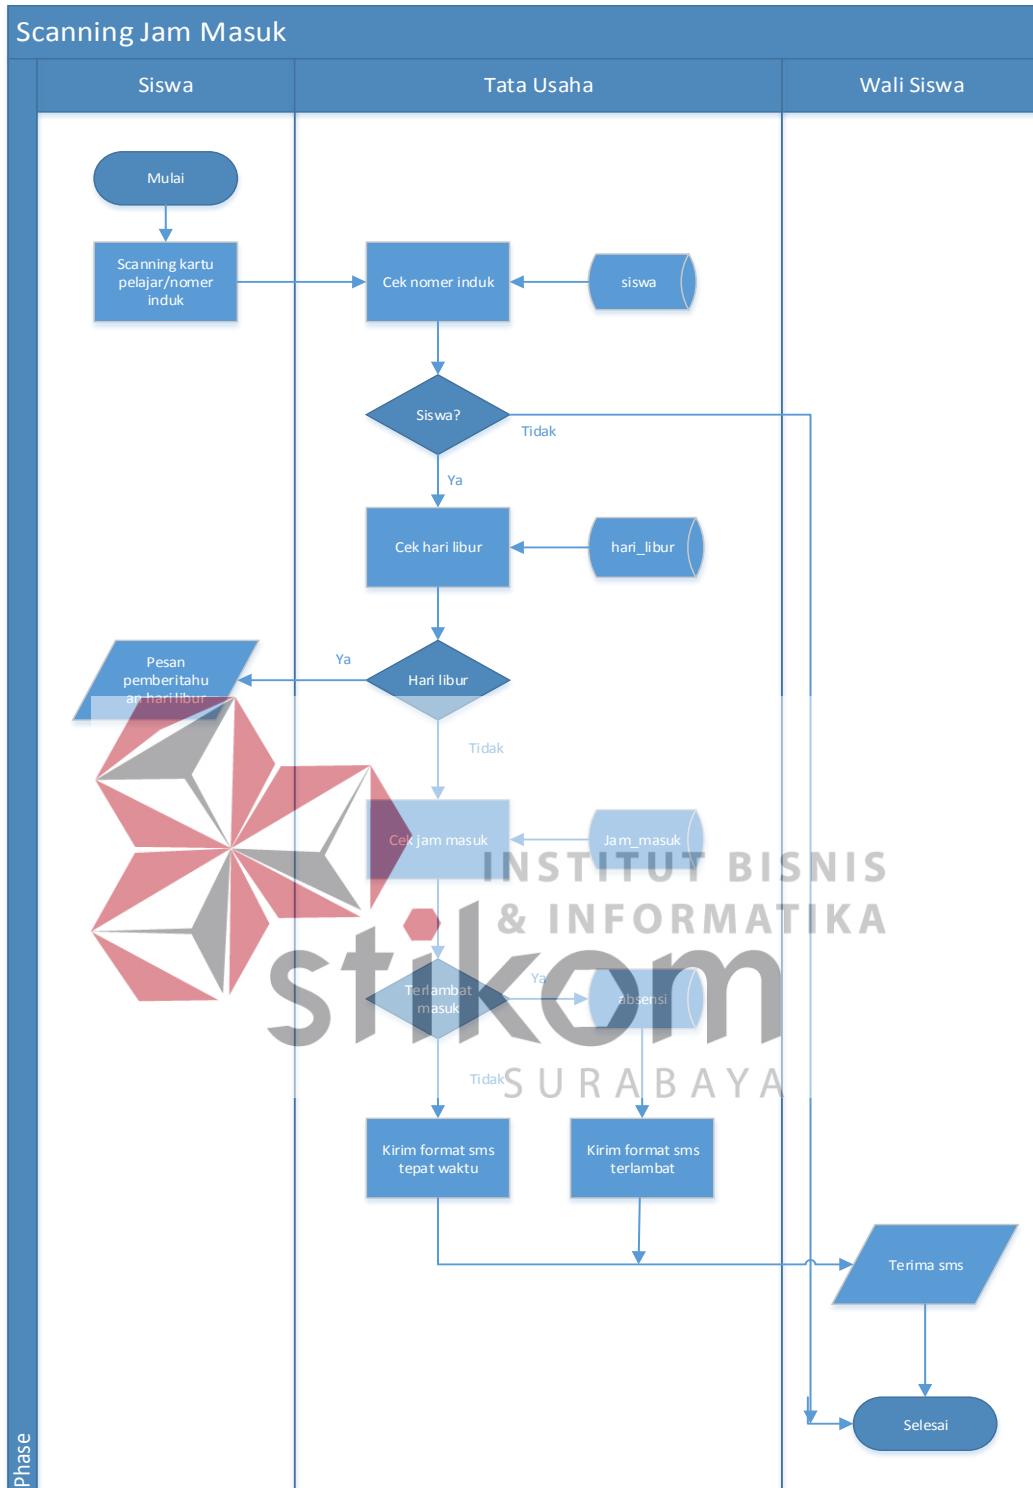 Scanning Jam Masuk
Siswa
Tata Usaha
Wali Siswa
Mulai
Scanning kartu
pelajar/nomer
induk
Cek nomer induk
siswa
Siswa?
Tidak
Ya
Cek hari libur
hari_libur
Pesan
pemberitahu
an hari libur
Ya
Hari libur
Tidak
Cek jam masuk
Jam_masuk
INSTITUT BISNIS
& INFORMATIKA
stikom
SURABAYA
Terlambat
masuk
Ya
absensi
Tidak
Kirim format sms
tepat waktu
Kirim format sms
terlambat
Terima sms
Selesai
Phase